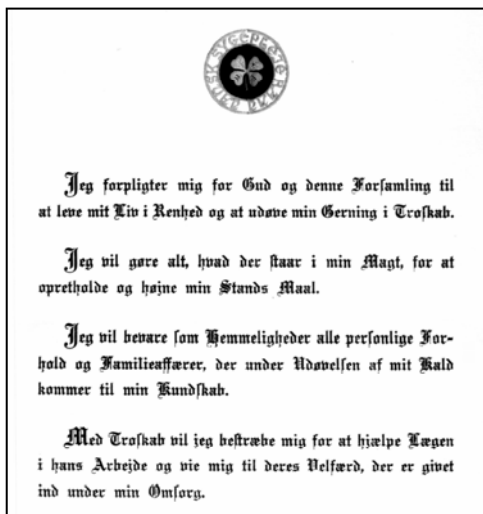 Jeg forpligter mig for Gud og denne Forsamling til
at leve mit Liv i Renhed og at udøve min Gerning i Troskab.
Jeg vil gøre alt, hvad der staar i min Magt, for at
opretholde og højne min Stands Maal.
Jeg vil bevare som Hemmeligheder alle personlige For-
hold og Familieaffærer, der under Udøvelsen af mit Kald
kommer til min Kundskab.
Med Troskab vil jeg bestræbe mig for at hjælpe Lægen
i hans Arbejde og vie mig til deres Velfærd, der er givet
ind under min Omsorg.